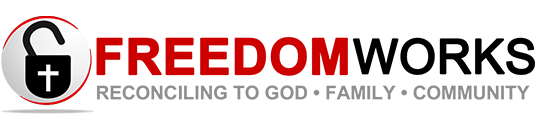 FREEDOMWORKS
RECONCILING TO GOD • FAMILY • COMMUNITY